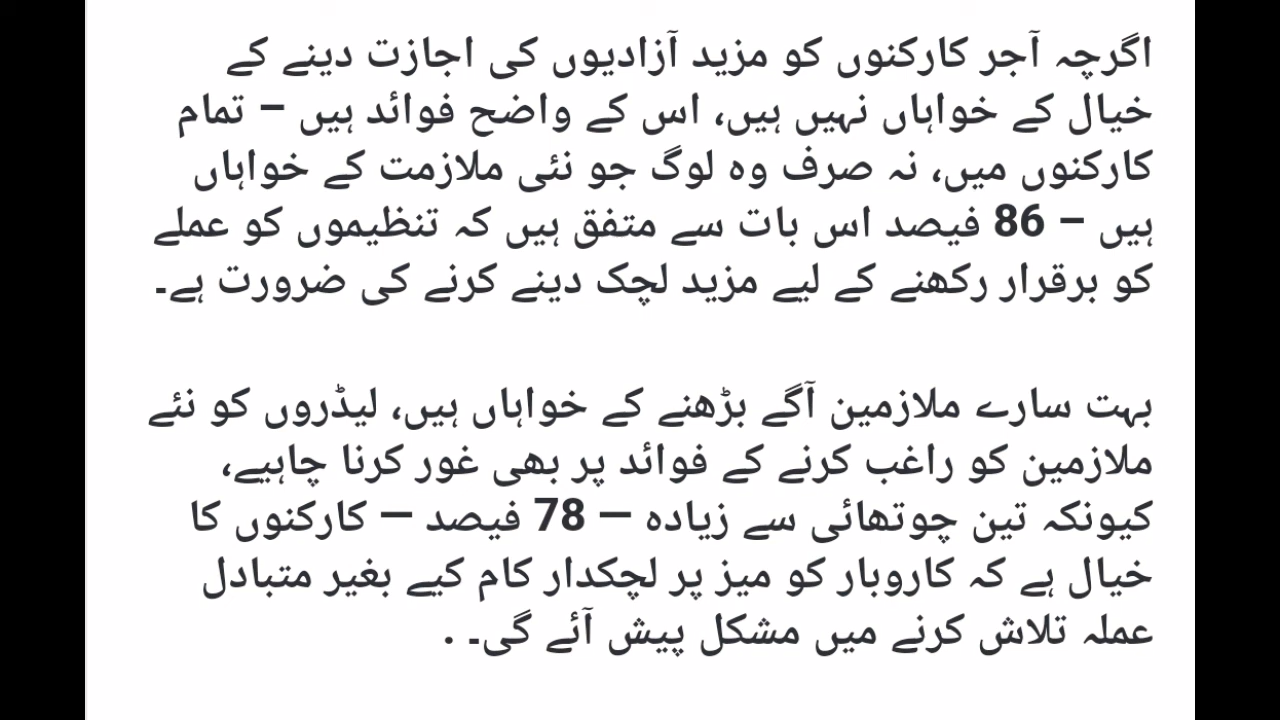 اگرچہ آجر کارکنوں کو مزید آزادیوں کی اجازت دینے کے
خیال کے خواہاں نہیں ہیں، اس کے واضح فوائد ہیں – تمام
کارکنوں میں، نہ صرف وہ لوگ جو نئی ملازمت کے خواہاں
ہیں – 86 فیصد اس بات سے متفق ہیں کہ تنظیموں کو عملے
کو برقرار رکھنے کے لیے مزید لچک دینے کرنے کی ضرورت ہے۔
بہت سارے ملازمین آگے بڑھنے کے خواہاں ہیں، لیڈروں کو نئے
ملازمین کو راغب کرنے کے فوائد پر بھی غور کرنا چاہیے،
کیونکہ تین چوتھائی سے زیادہ — 78 فیصد — کارکنوں کا
خیال ہے کہ کاروبار کو میز پر لچکدار کام کیے بغیر متبادل
عملہ تلاش کرنے میں مشکل پیش آئے گی۔ .